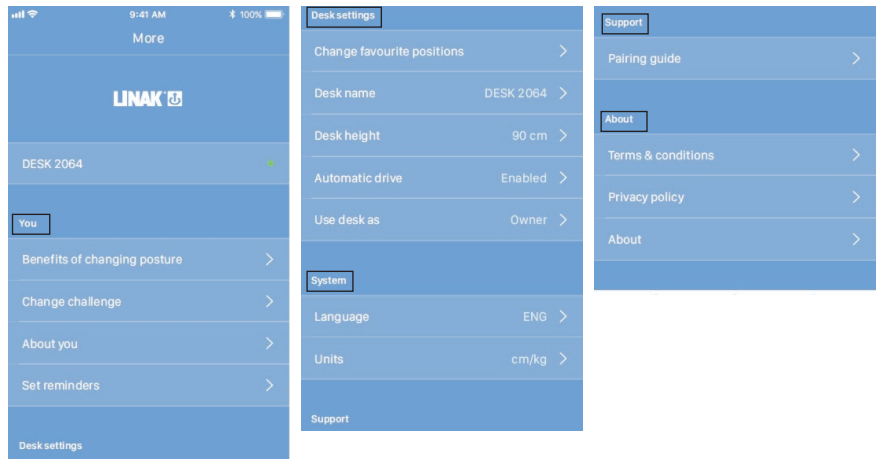 9:41 AM
100%
More
LINAK
DESK 2064
You
Benefits of changing posture
Change challenge
About you
Set reminders
Desk settings
Desk settings
Change favourite positions
Desk name DESK 2064
Desk height 90 cm
Automatic drive Enabled
Use desk as Owner
System
Language ENG
Units cm/kg
Support
Support
Pairing guide
About
Terms & conditions
Privacy policy
About